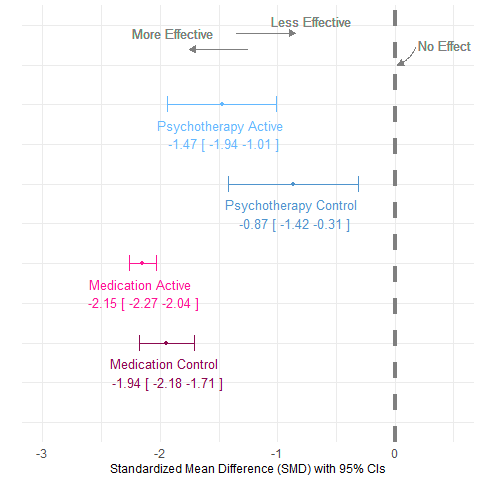 Less Effective
More Effective
No Effect
Psychotherapy Active
-1.47 [ -1.94 -1.01 ]
Psychotherapy Control
-0.87 [ -1.42 -0.31 ]
Medication Active
-2.15 [ -2.27 -2.04 ]
Medication Control
-1.94 [ -2.18 -1.71 ]
-3 -2 -1 0
Standardized Mean Difference (SMD) with 95% CIs